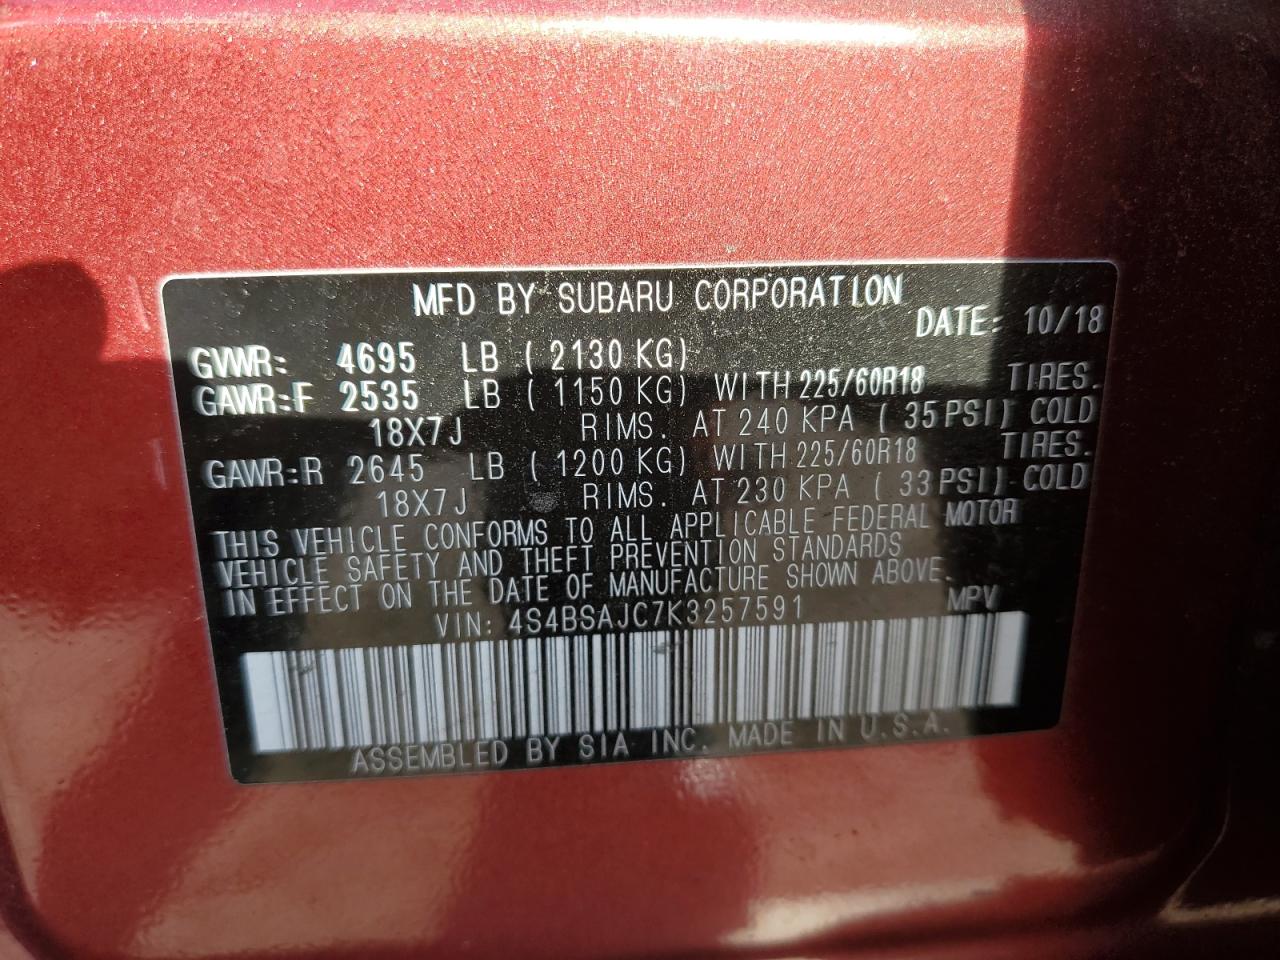 MFD BY SUBARU CORPORATION
DATE: 10/18
GVWR: 4695 LB ( 2130 KG)
GAWR:F 2535 LB ( 1150 KG) WITH 225/60R18 TIRES.
18X7J RIMS. AT 240 KPA ( 35 PSI) COLD
GAWR:R 2645 LB ( 1200 KG) WITH 225/60R18 TIRES.
18X7J RIMS. AT 230 KPA ( 33 PSI) COLD
THIS VEHICLE CONFORMS TO ALL APPLICABLE FEDERAL MOTOR
VEHICLE SAFETY AND THEFT PREVENTION STANDARDS
IN EFFECT ON THE DATE OF MANUFACTURE SHOWN ABOVE.
VIN: 4S4BSAJC7K3257591 MPV
ASSEMBLED BY SIA INC. MADE IN U.S.A.